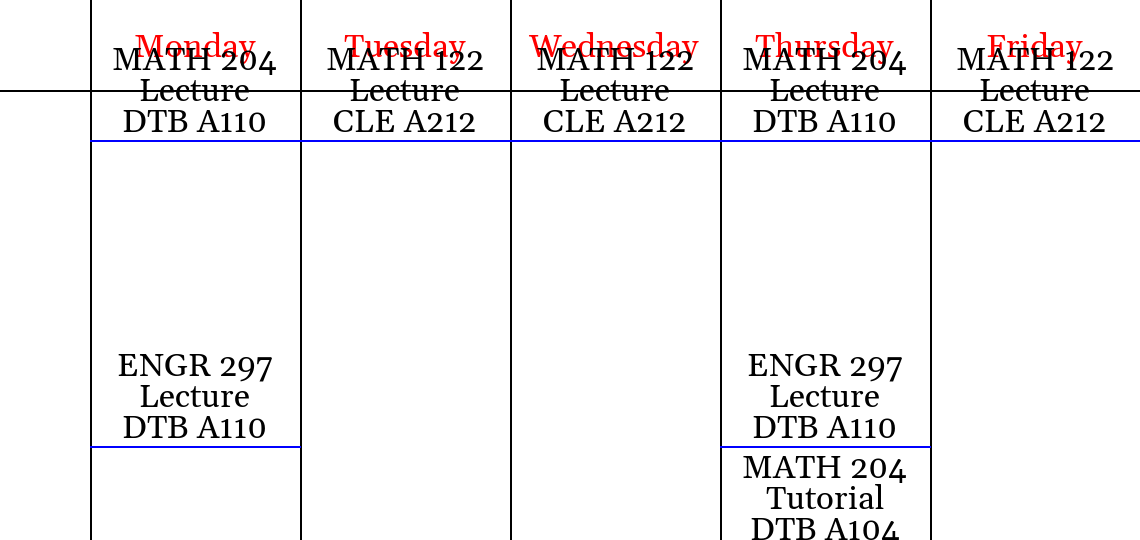 Monday Tuesday Wednesday Thursday Friday
MATH 204 MATH 122 MATH 122 MATH 204 MATH 122
Lecture Lecture Lecture Lecture Lecture
DTB A110 CLE A212 CLE A212 DTB A110 CLE A212
ENGR 297 ENGR 297
Lecture Lecture
DTB A110 DTB A110
MATH 204
Tutorial
DTB A104